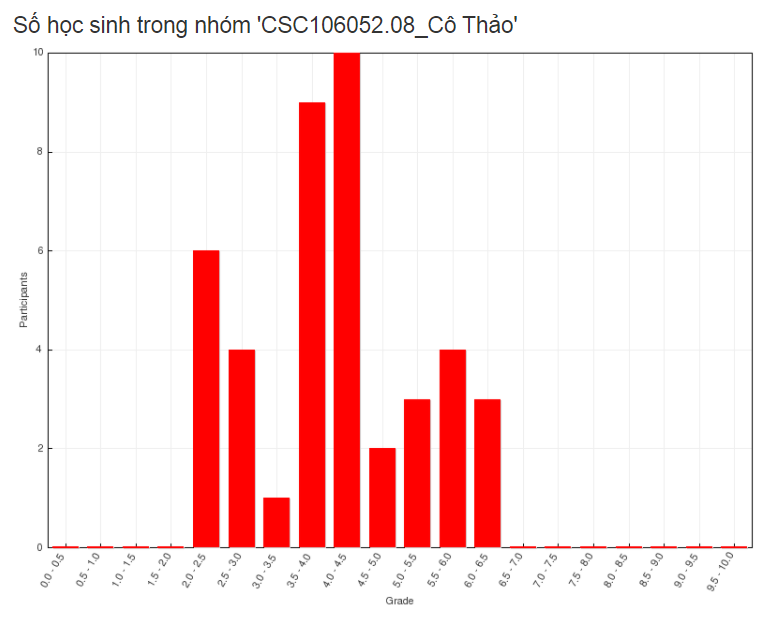 Số học sinh trong nhóm 'CSC106052.08_Cô Thảo'
10
8
6
4
2
0
Participants
0.0 - 0.5
0.5 - 1.0
1.0 - 1.5
1.5 - 2.0
2.0 - 2.5
2.5 - 3.0
3.0 - 3.5
3.5 - 4.0
4.0 - 4.5
4.5 - 5.0
5.0 - 5.5
5.5 - 6.0
6.0 - 6.5
6.5 - 7.0
7.0 - 7.5
7.5 - 8.0
8.0 - 8.5
8.5 - 9.0
9.0 - 9.5
9.5 - 10.0
Grade